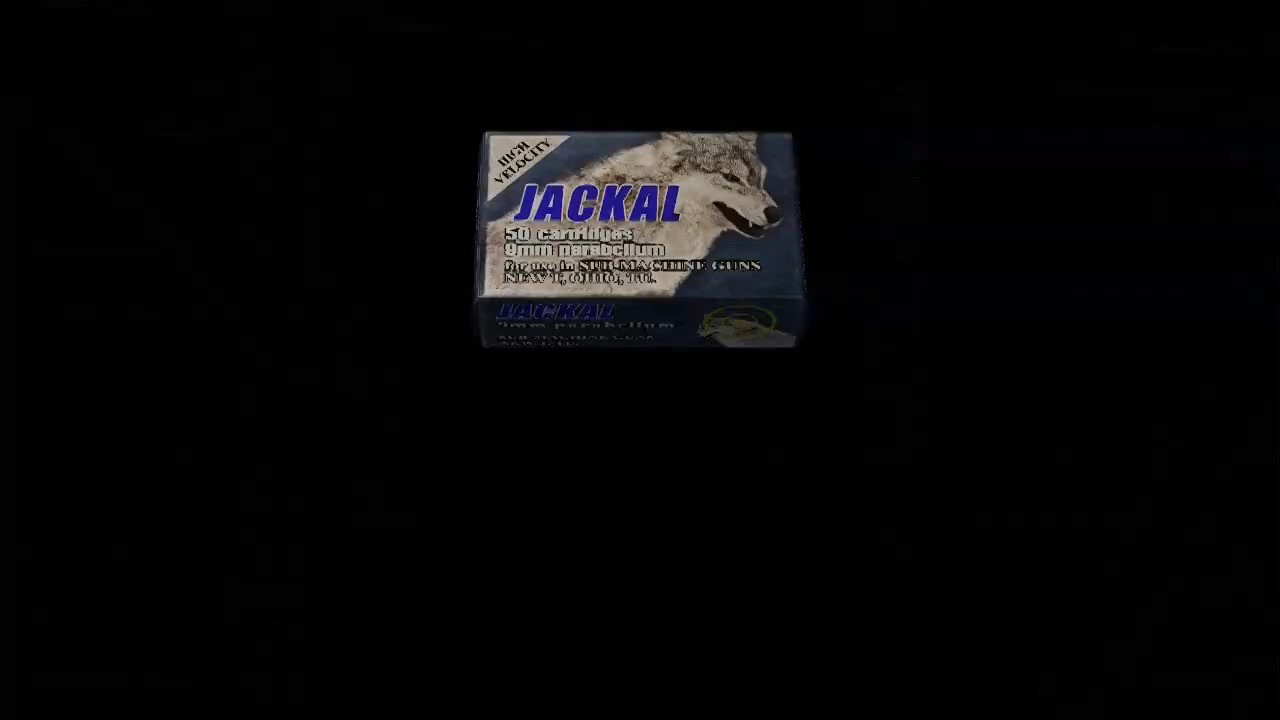 HIGH
VELOCITY
JACKAL
50 cartridges
9mm parabellum
for use in SUB-MACHINE GUNS
JACKAL
9mm parabellum